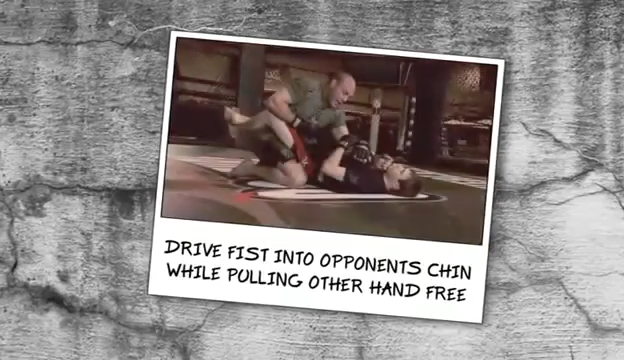 DRIVE FIST INTO OPPONENTS CHIN
WHILE PULLING OTHER HAND FREE